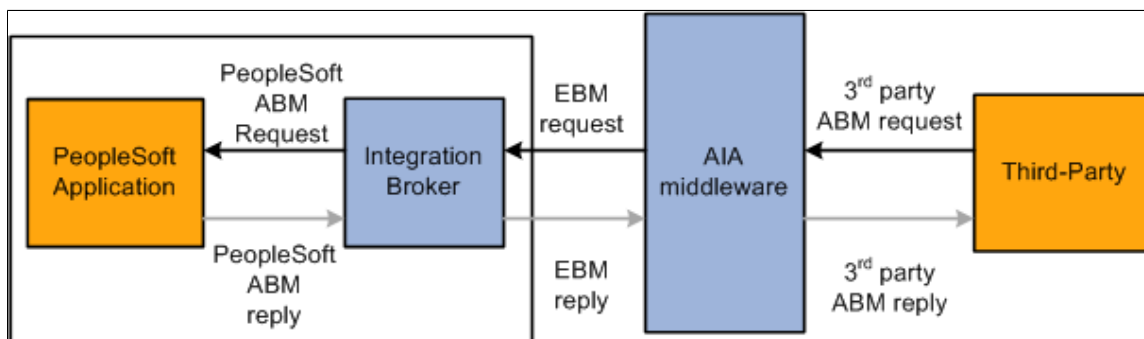 PeopleSoft
ABM
Request
EBM
request
3rd party
ABM request
PeopleSoft
Application
Integration
Broker
AIA
middleware
Third-Party
PeopleSoft
ABM
reply
EBM
reply
3rd party
ABM reply